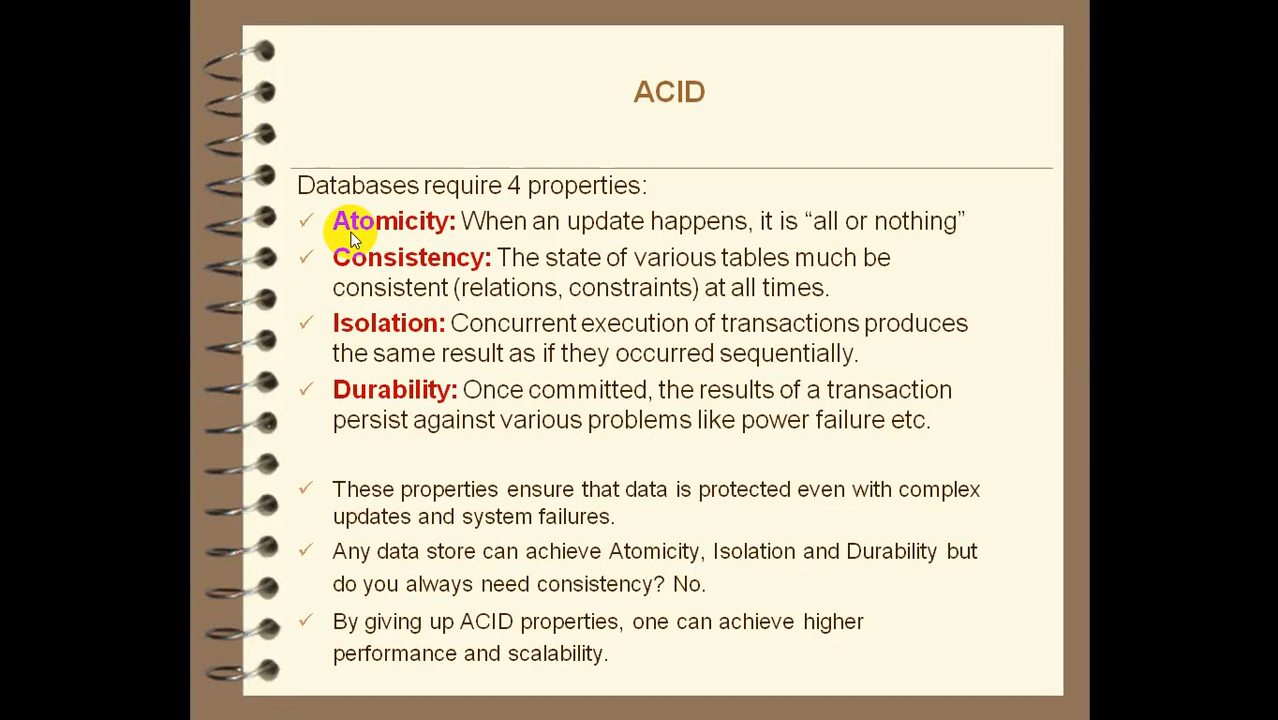 ACID
Databases require 4 properties:
Atomicity: When an update happens, it is “all or nothing”
Consistency: The state of various tables much be
consistent (relations, constraints) at all times.
Isolation: Concurrent execution of transactions produces
the same result as if they occurred sequentially.
Durability: Once committed, the results of a transaction
persist against various problems like power failure etc.
These properties ensure that data is protected even with complex
updates and system failures.
Any data store can achieve Atomicity, Isolation and Durability but
do you always need consistency? No.
By giving up ACID properties, one can achieve higher
performance and scalability.